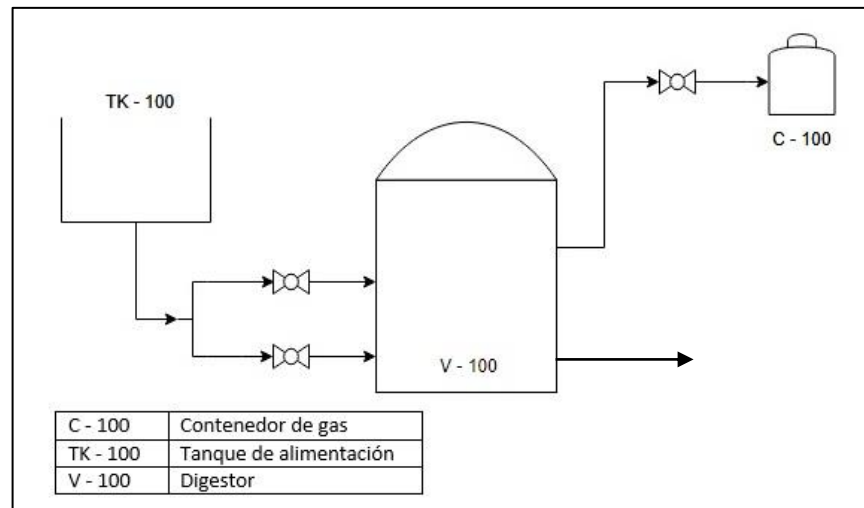 TK - 100
C - 100
V - 100
C - 100 Contenedor de gas
TK - 100 Tanque de alimentación
V - 100 Digestor